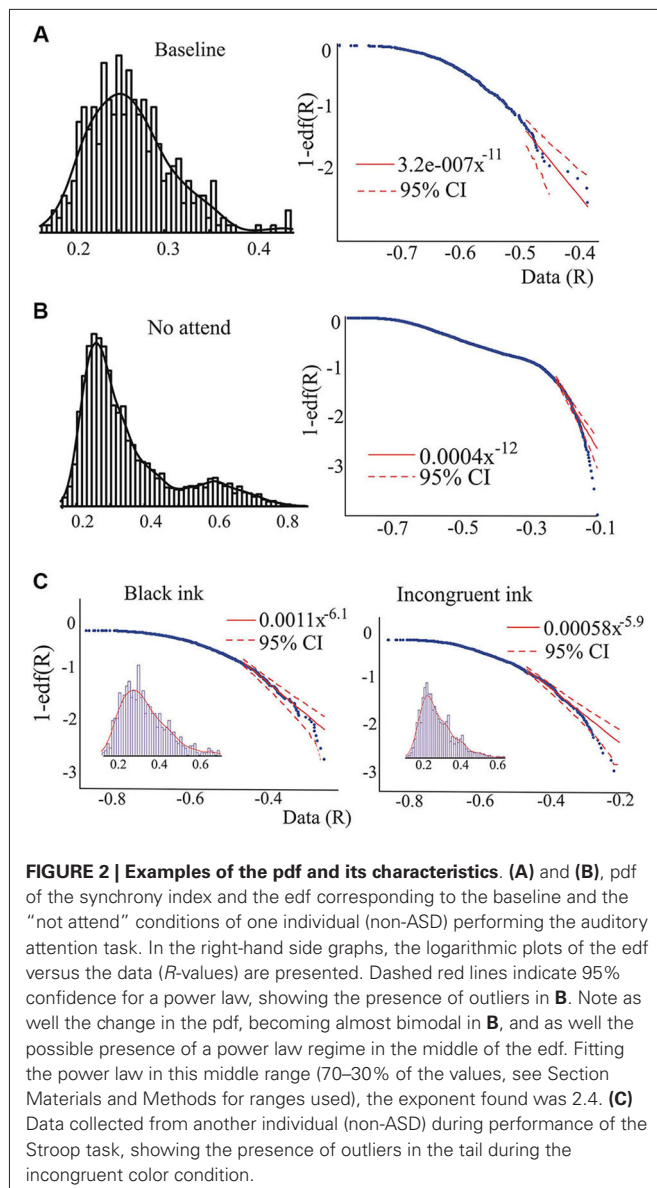 A
Baseline
0
-1
-2
1-edf(R)
3.2e-007x⁻¹¹
95% CI
0.2 0.3 0.4
-0.7 -0.6 -0.5 -0.4
Data (R)
B
No attend
0
-1
-2
-3
1-edf(R)
0.0004x⁻¹²
95% CI
0.2 0.4 0.6 0.8
-0.7 -0.5 -0.3 -0.1
C
Black ink
0
-1
-2
-3
1-edf(R)
0.0011x⁻⁶·¹
95% CI
0.2 0.4 0.6
-0.8 -0.6 -0.4
Data (R)
Incongruent ink
0
-1
-2
-3
0.00058x⁻⁵·⁹
95% CI
0.2 0.4 0.6
-0.8 -0.6 -0.4 -0.2
FIGURE 2 | Examples of the pdf and its characteristics. (A) and (B), pdf
of the synchrony index and the edf corresponding to the baseline and the
“not attend” conditions of one individual (non-ASD) performing the auditory
attention task. In the right-hand side graphs, the logarithmic plots of the edf
versus the data (R-values) are presented. Dashed red lines indicate 95%
confidence for a power law, showing the presence of outliers in B. Note as
well the change in the pdf, becoming almost bimodal in B, and as well the
possible presence of a power law regime in the middle of the edf. Fitting
the power law in this middle range (70–30% of the values, see Section
Materials and Methods for ranges used), the exponent found was 2.4. (C)
Data collected from another individual (non-ASD) during performance of the
Stroop task, showing the presence of outliers in the tail during the
incongruent color condition.